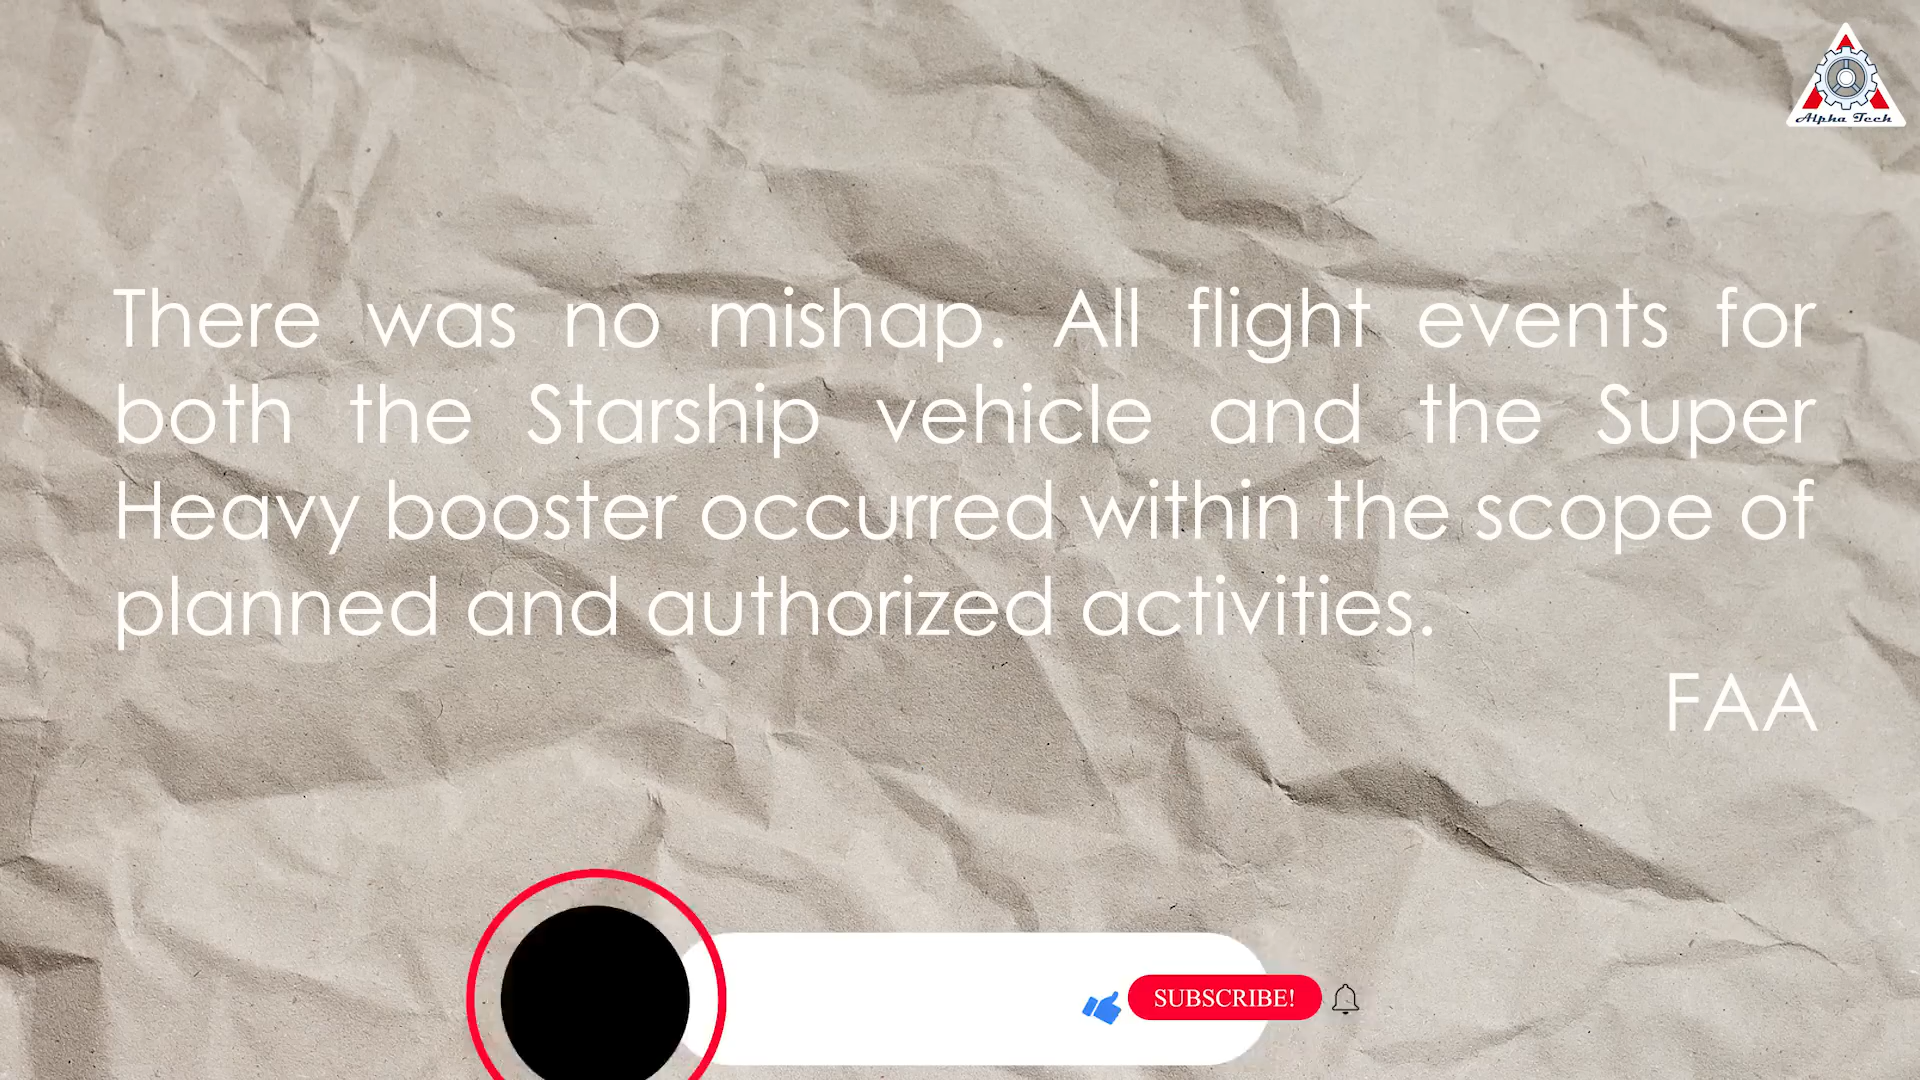 Alpha Tech
There was no mishap. All flight events for
both the Starship vehicle and the Super
Heavy booster occurred within the scope of
planned and authorized activities.
FAA
SUBSCRIBE!